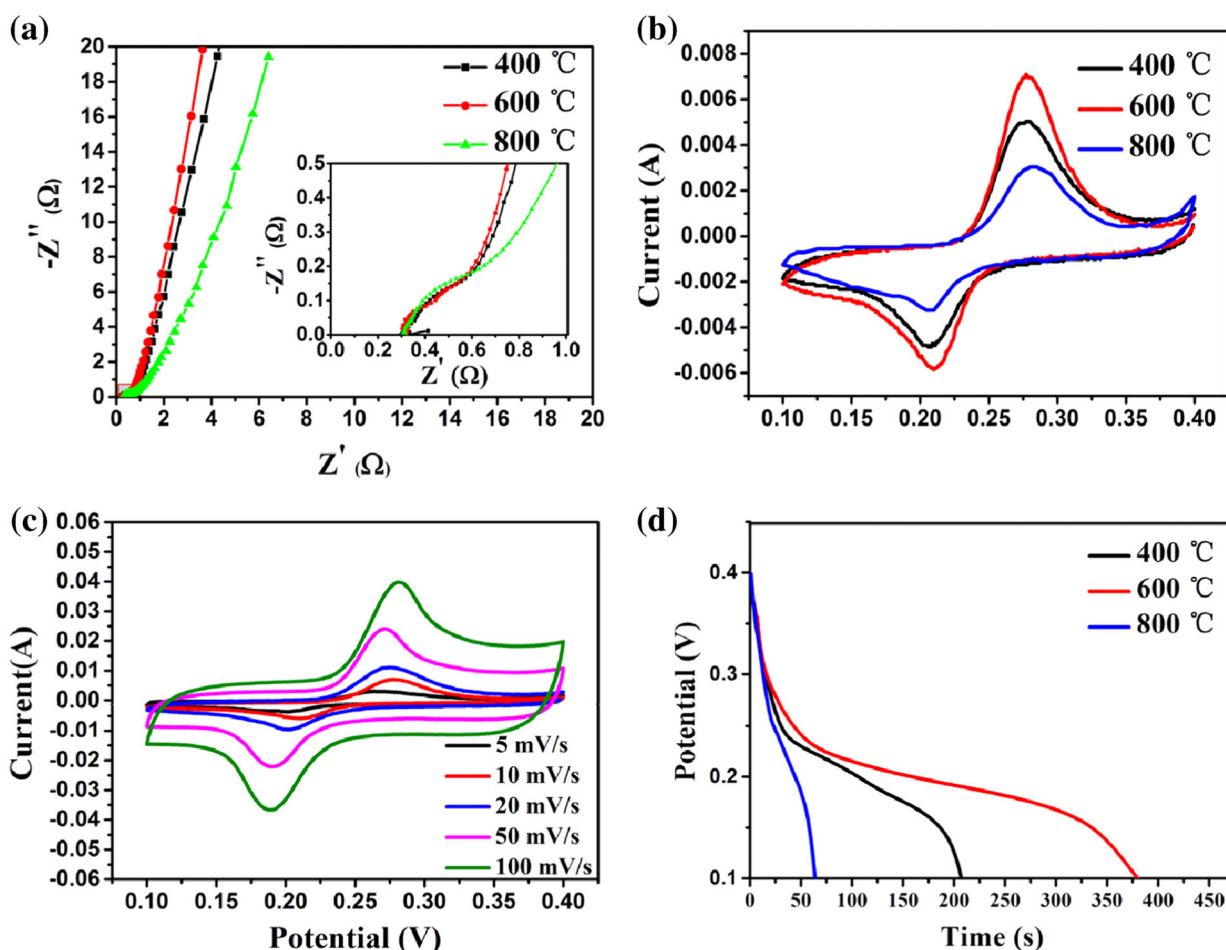 (a)
20
18
16
14
12
10
8
6
4
2
0
-Z'' (Ω)
400 ℃
600 ℃
800 ℃
0.5
0.4
0.3
0.2
0.1
0.0
-Z'' (Ω)
0.0 0.2 0.4 0.6 0.8 1.0
Z' (Ω)
0 2 4 6 8 10 12 14 16 18 20
Z' (Ω)
(b)
0.008
0.006
0.004
0.002
0.000
-0.002
-0.004
-0.006
Current (A)
400 ℃
600 ℃
800 ℃
0.10 0.15 0.20 0.25 0.30 0.35 0.40
(c)
0.06
0.05
0.04
0.03
0.02
0.01
0.00
-0.01
-0.02
-0.03
-0.04
-0.05
-0.06
Current(A)
5 mV/s
10 mV/s
20 mV/s
50 mV/s
100 mV/s
0.10 0.15 0.20 0.25 0.30 0.35 0.40
Potential (V)
(d)
0.4
0.3
0.2
0.1
Potential (V)
400 ℃
600 ℃
800 ℃
0 50 100 150 200 250 300 350 400 450
Time (s)